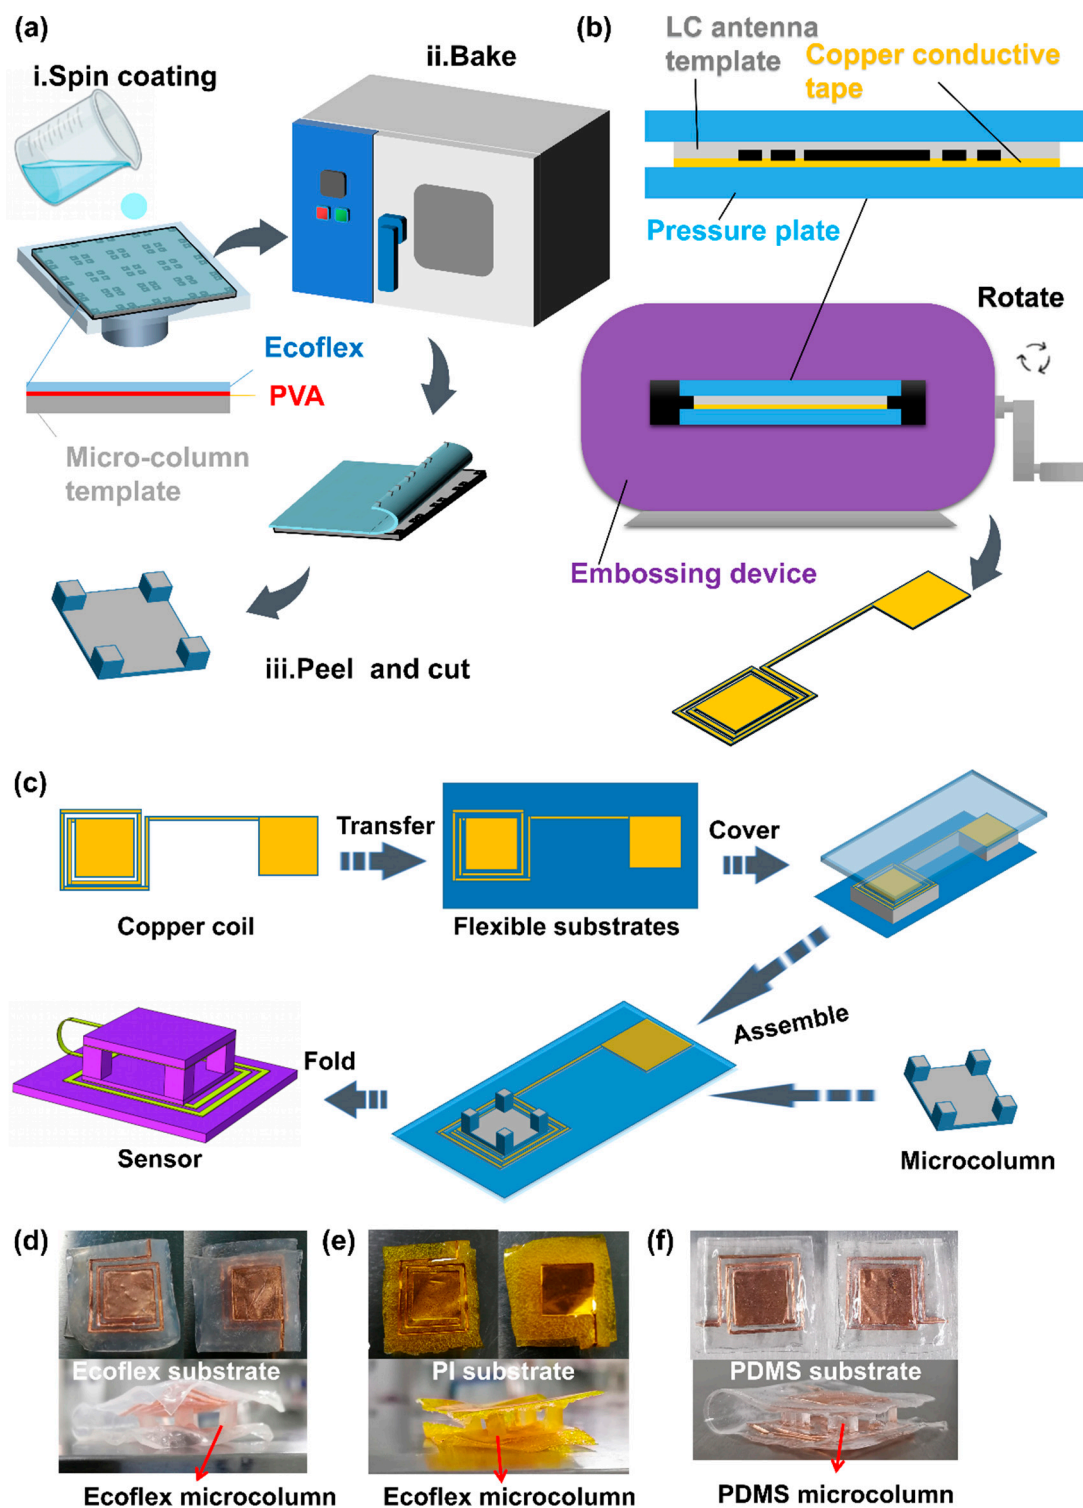 (a)
i.Spin coating
ii.Bake
Ecoflex
PVA
Micro-column
template
iii.Peel and cut
(b)
LC antenna
template
Copper conductive
tape
Pressure plate
Rotate
Embossing device
(c)
Transfer
Cover
Copper coil
Flexible substrates
Assemble
Fold
Sensor
Microcolumn
(d)
Ecoflex substrate
Ecoflex microcolumn
(e)
PI substrate
Ecoflex microcolumn
(f)
PDMS substrate
PDMS microcolumn